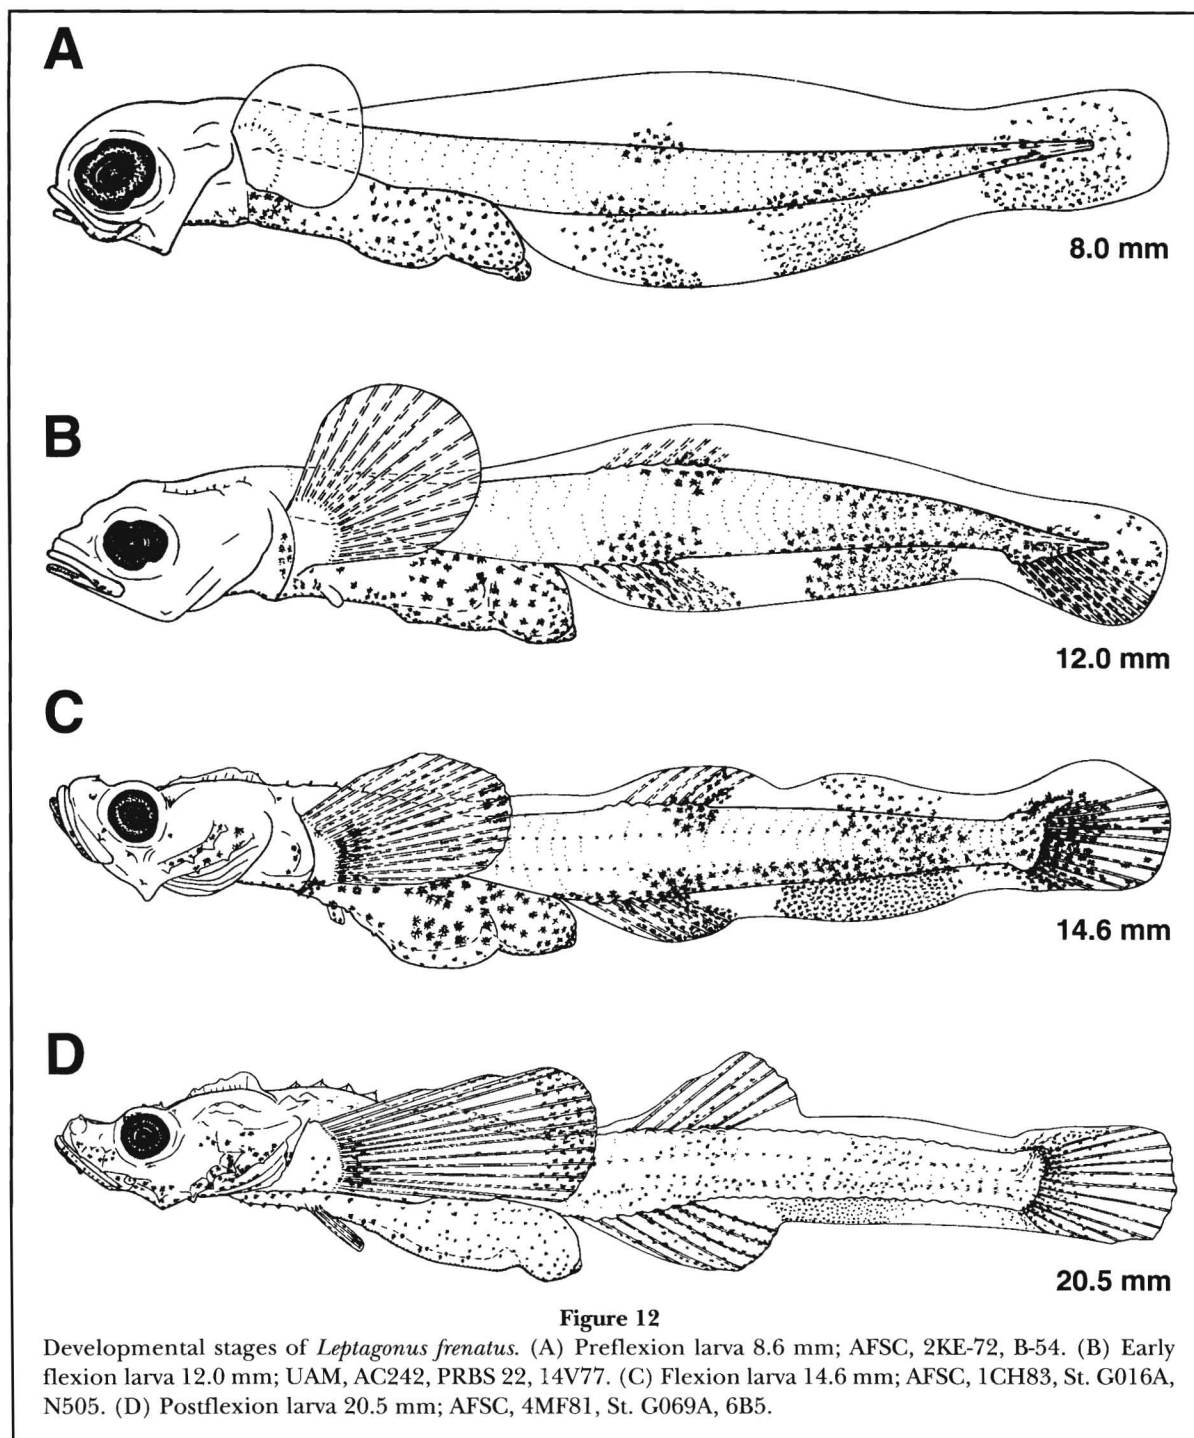 A
8.0 mm
B
12.0 mm
C
14.6 mm
D
20.5 mm
Figure 12
Developmental stages of Leptagonus frenatus. (A) Preflexion larva 8.6 mm; AFSC, 2KE-72, B-54. (B) Early
flexion larva 12.0 mm; UAM, AC242, PRBS 22, 14V77. (C) Flexion larva 14.6 mm; AFSC, 1CH83, St. G016A,
N505. (D) Postflexion larva 20.5 mm; AFSC, 4MF81, St. G069A, 6B5.